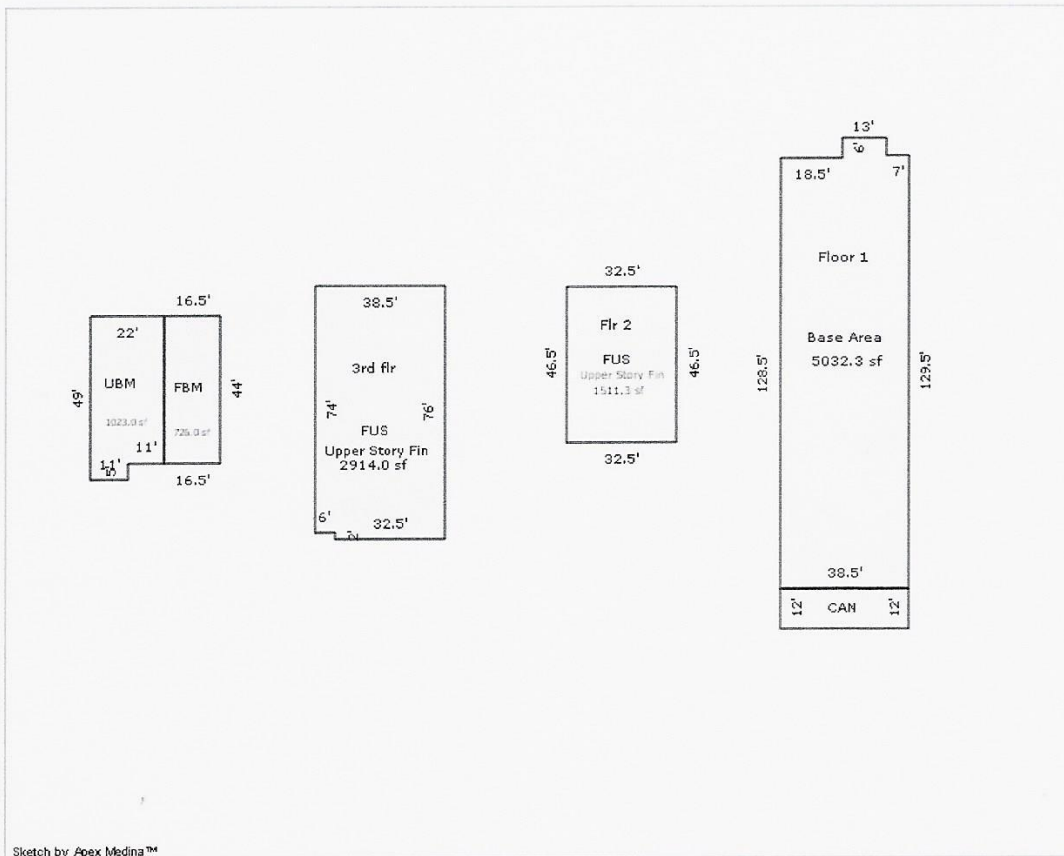 16.5'
22'
49'
UBM
FBM
44'
1023.0 sf
726.0 sf
11'
11'
5'
16.5'
38.5'
3rd flr
74'
76'
FUS
Upper Story Fin
2914.0 sf
6'
2'
32.5'
32.5'
Flr 2
46.5'
46.5'
FUS
Upper Story Fin
1511.3 sf
32.5'
13'
6'
18.5'
7'
Floor 1
Base Area
5032.3 sf
128.5'
129.5'
38.5'
12'
CAN
12'
Sketch by Apex Medina™